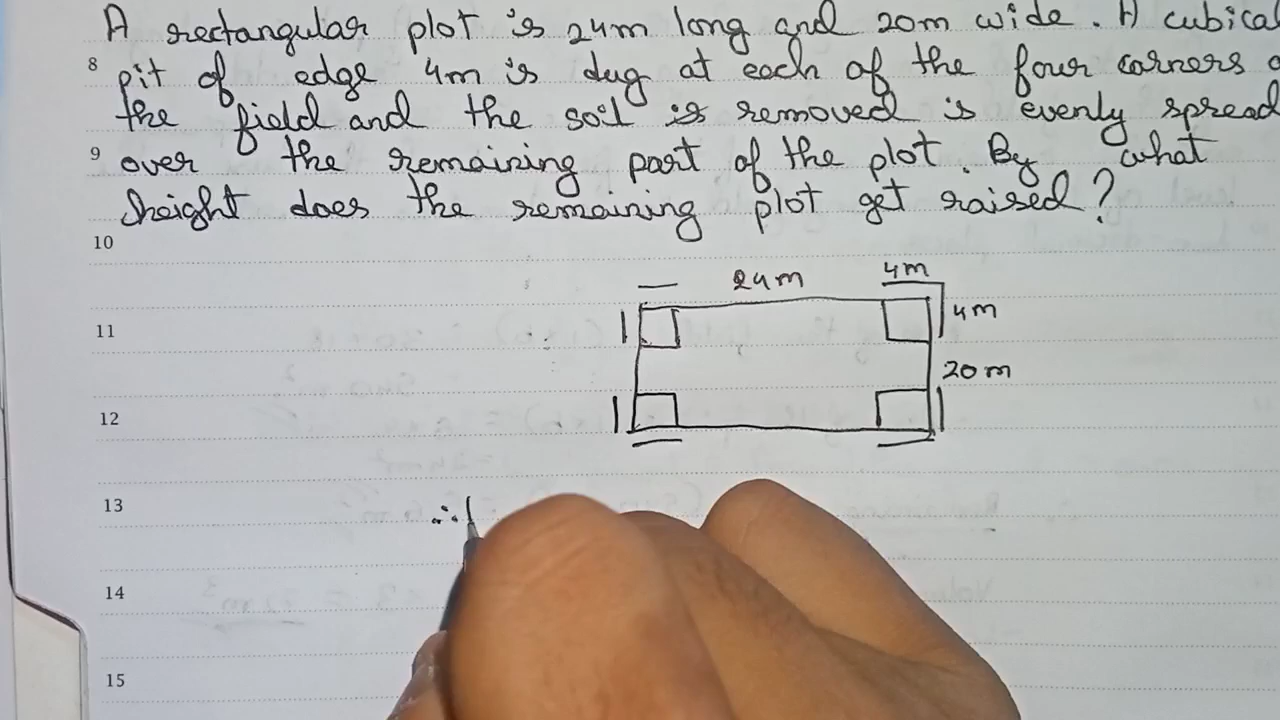 A rectangular plot is 24m long and 20m wide. A cubical
8
pit of edge 4m is dug at each of the four corners
the field and the soil is removed is evenly spread
9
over the remaining part of the plot. By what
height does the remaining plot get raised?
10
24m 4m
11
4m
20m
12
13
∴
14
15